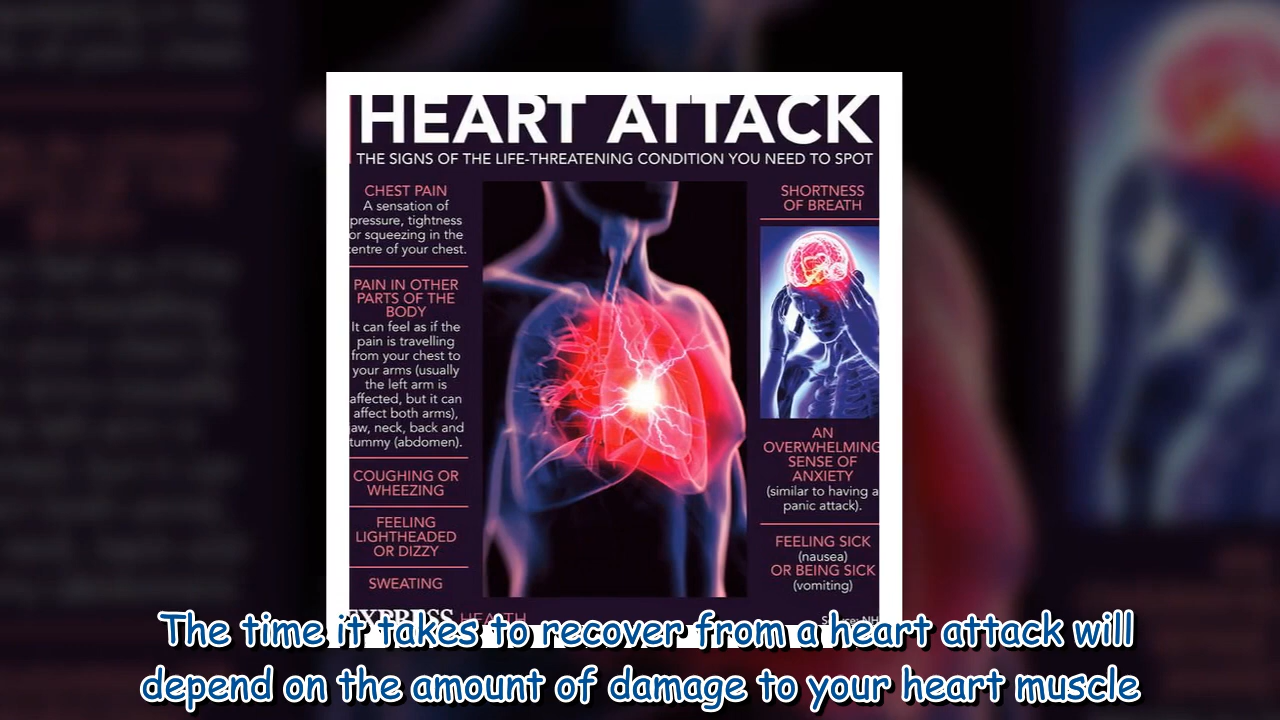 HEART ATTACK
THE SIGNS OF THE LIFE-THREATENING CONDITION YOU NEED TO SPOT
CHEST PAIN
A sensation of
pressure, tightness
or squeezing in the
entre of your chest.
PAIN IN OTHER
PARTS OF THE
BODY
It can feel as if the
pain is travelling
from your chest to
your arms (usually
the left arm is
affected, but it can
affect both arms),
aw, neck, back and
tummy (abdomen).
COUGHING OR
WHEEZING
FEELING
LIGHTHEADED
OR DIZZY
SWEATING
SHORTNESS
OF BREATH
AN
OVERWHELMING
SENSE OF
ANXIETY
(similar to having a
panic attack).
FEELING SICK
(nausea)
OR BEING SICK
(vomiting)
EXPRESS HEALTH
The time it takes to recover from a heart attack will
depend on the amount of damage to your heart muscle